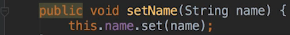 public void setName(String name) {
this.name.set(name);